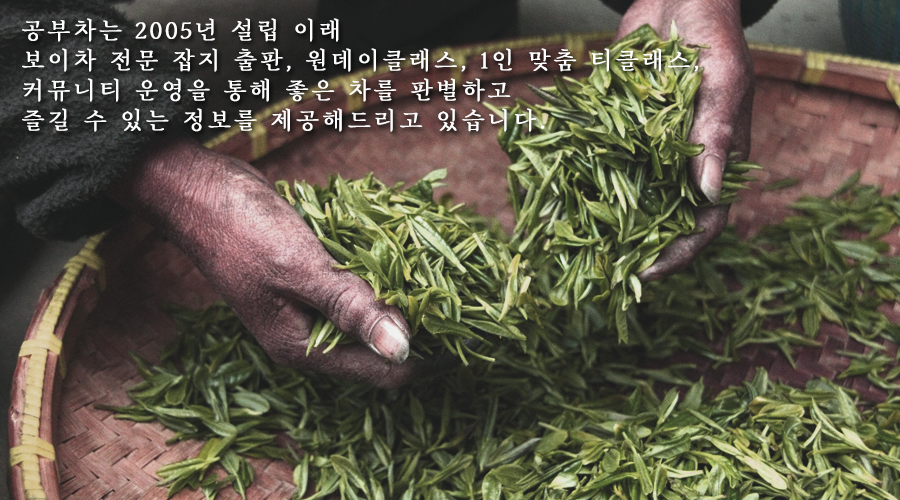 공부차는 2005년 설립 이래
보이차 전문 잡지 출판, 원데이클래스, 1인 맞춤 티클래스,
커뮤니티 운영을 통해 좋은 차를 판별하고
즐길 수 있는 정보를 제공해드리고 있습니다.